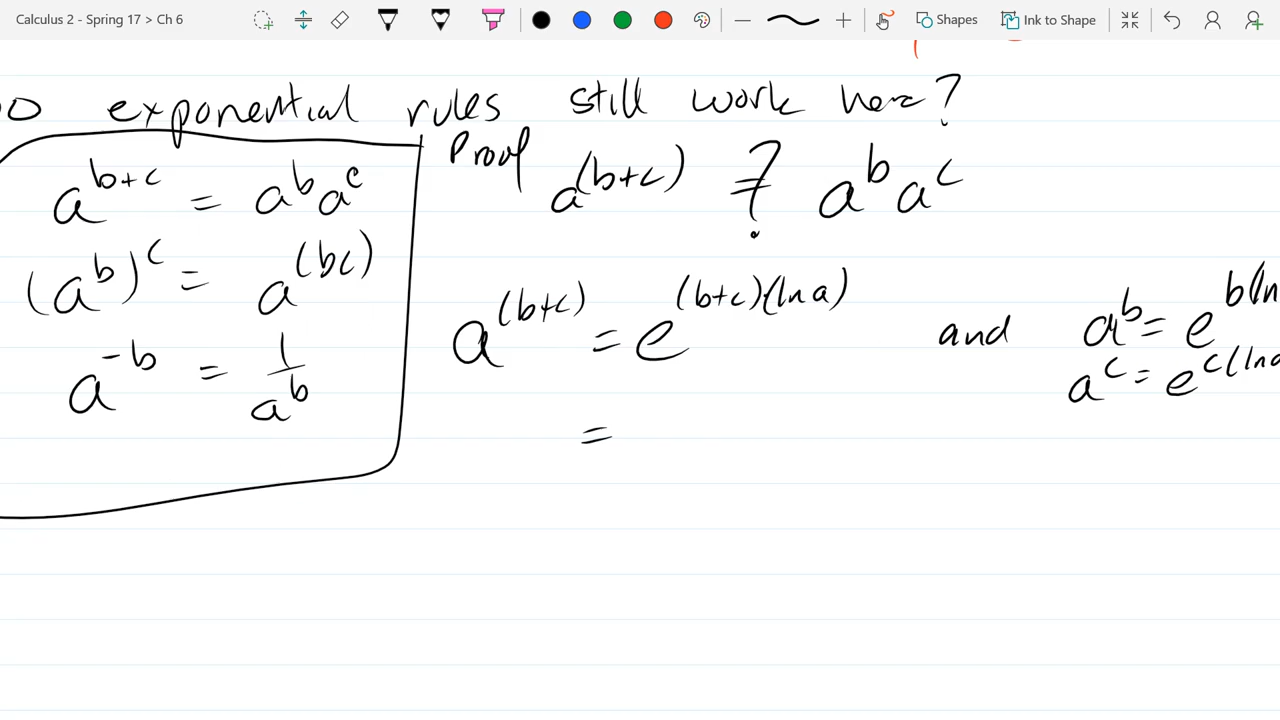 Calculus 2 - Spring 17 > Ch 6
Shapes
Ink to Shape
exponential rules still work here?
a^{b+c} = a^b a^c
(a^b)^c = a^{(bc)}
a^{-b} = \frac{1}{a^b}
Proof a^{(b+c)} =? a^b a^c
a^{(b+c)} = e^{(b+c)(ln a)} and a^b = e^{b(ln
a^c = e^{c(ln a
=